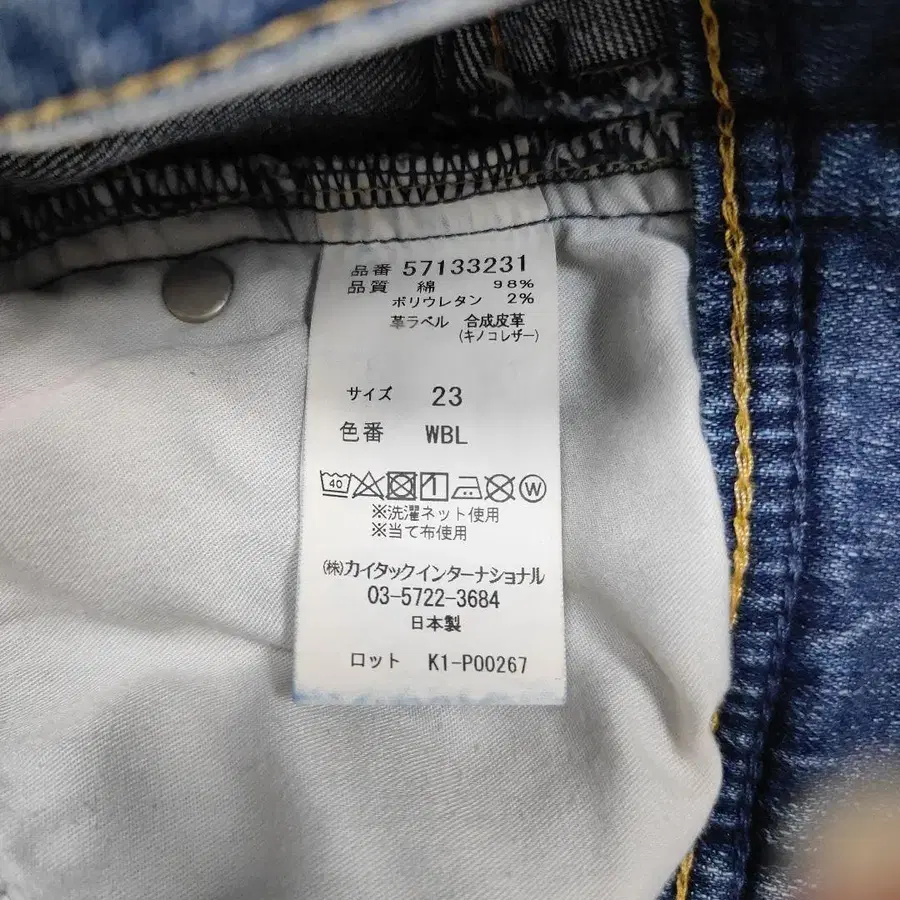 品番 57133231
品質 綿 98%
ポリウレタン 2%
革ラベル 合成皮革
(キノコレザー)
サイズ 23
色番 WBL
40 W
※洗濯ネット使用
※当て布使用
(株)カイタックインターナショナル
03-5722-3684
日本製
ロット K1-P00267